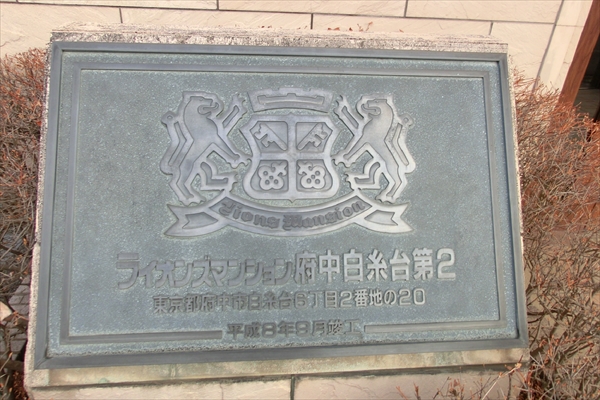 Lions Mansion
ライオンズマンション府中白糸台第2
東京都府中市白糸台6丁目2番地の20
平成8年9月竣工